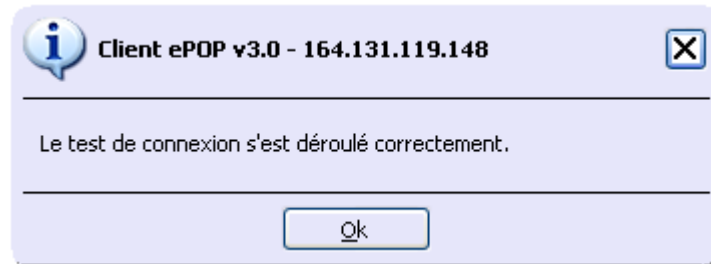 Client ePOP v3.0 - 164.131.119.148
Le test de connexion s'est déroulé correctement.
Ok